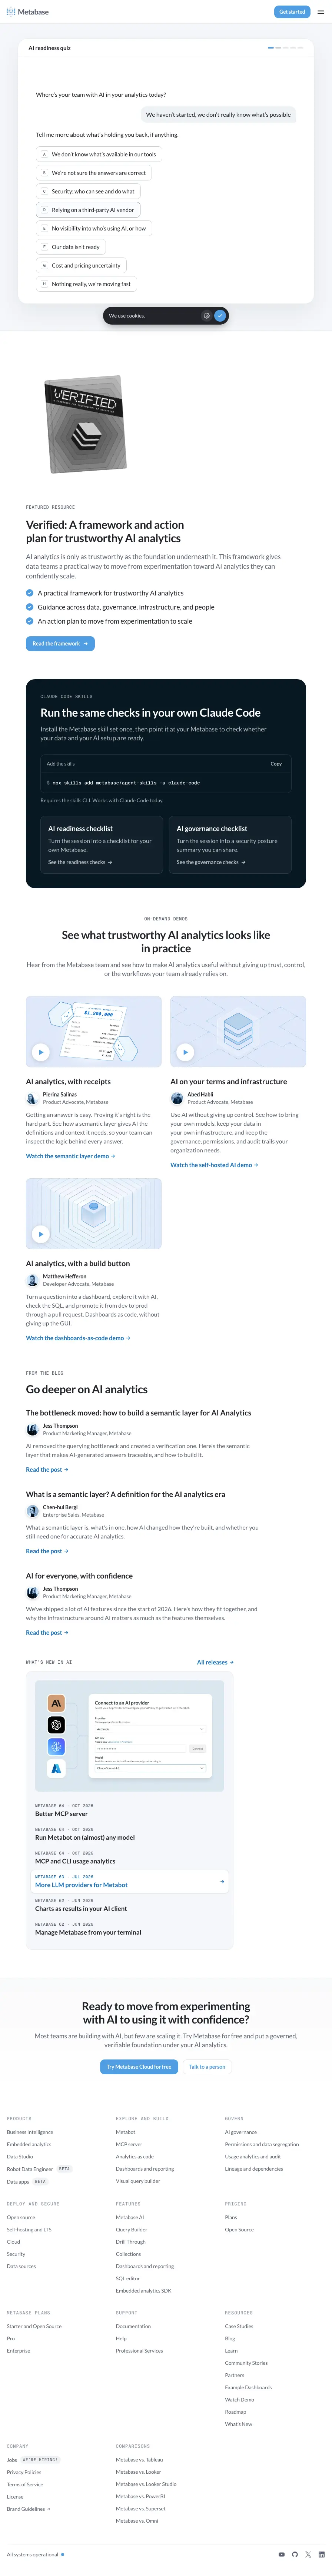 Metabase
Get started
AI readiness quiz
Where's your team with AI in your analytics today?
We haven't started, we don't really know what's possible
Tell me more about what's holding you back, if anything.
A We don't know what's available in our tools
B We're not sure the answers are correct
C Security: who can see and do what
D Relying on a third-party AI vendor
E No visibility into who's using AI, or how
F Our data isn't ready
G Cost and pricing uncertainty
H Nothing really, we're moving fast
We use cookies.
VERIFIED
FEATURED RESOURCE
Verified: A framework and action
plan for trustworthy AI analytics
AI analytics is only as trustworthy as the foundation underneath it. This framework gives
data teams a practical way to move from experimentation toward AI analytics they can
confidently scale.
A practical framework for trustworthy AI analytics
Guidance across data, governance, infrastructure, and people
An action plan to move from experimentation to scale
Read the framework →
CLAUDE CODE SKILLS
Run the same checks in your own Claude Code
Install the Metabase skill set once, then point it at your Metabase to check whether
your data and your AI setup are ready.
Add the skills
Copy
$ npx skills add metabase/agent-skills -a claude-code
Requires the skills CLI. Works with Claude Code today.
AI readiness checklist
Turn the session into a checklist for your
own Metabase.
See the readiness checks →
AI governance checklist
Turn the session into a security posture
summary you can share.
See the governance checks →
ON-DEMAND DEMOS
See what trustworthy AI analytics looks like
in practice
Hear from the Metabase team and see how to make AI analytics useful without giving up trust, control,
or the workflows your team already relies on.
$1,200,000
AI analytics, with receipts
Pierina Salinas
Product Advocate, Metabase
Getting an answer is easy. Proving it's right is the
hard part. See how a semantic layer gives AI the
definitions and context it needs, so your team can
inspect the logic behind every answer.
Watch the semantic layer demo →
AI on your terms and infrastructure
Abed Habli
Product Advocate, Metabase
Use AI without giving up control. See how to bring
your own models, keep your data in
your own infrastructure, and keep the
governance, permissions, and audit trails your
organization needs.
Watch the self-hosted AI demo →
AI analytics, with a build button
Matthew Hefferon
Developer Advocate, Metabase
Turn a question into a dashboard, explore it with AI,
check the SQL, and promote it from dev to prod
through a pull request. Dashboards as code, without
giving up the GUI.
Watch the dashboards-as-code demo →
FROM THE BLOG
Go deeper on AI analytics
The bottleneck moved: how to build a semantic layer for AI Analytics
Jess Thompson
Product Marketing Manager, Metabase
AI removed the querying bottleneck and created a verification one. Here's the semantic
layer that makes AI-generated answers traceable, and how to build it.
Read the post →
What is a semantic layer? A definition for the AI analytics era
Chen-hui Bergl
Enterprise Sales, Metabase
What a semantic layer is, what's in one, how AI changed how they're built, and whether you
still need one for accurate AI analytics.
Read the post →
AI for everyone, with confidence
Jess Thompson
Product Marketing Manager, Metabase
We've shipped a lot of AI features since the start of 2026. Here's how they fit together, and
why the infrastructure around AI matters as much as the features themselves.
Read the post →
WHAT'S NEW IN AI
All releases →
Connect to an AI provider
Provider
Model
METABASE 64 · OCT 2026
Better MCP server
METABASE 64 · OCT 2026
Run Metabot on (almost) any model
METABASE 64 · OCT 2026
MCP and CLI usage analytics
METABASE 63 · JUL 2026
More LLM providers for Metabot →
METABASE 62 · JUN 2026
Charts as results in your AI client
METABASE 62 · JUN 2026
Manage Metabase from your terminal
Ready to move from experimenting
with AI to using it with confidence?
Most teams are building with AI, but few are scaling it. Try Metabase for free and put a governed,
verifiable foundation under your AI analytics.
Try Metabase Cloud for free
Talk to a person
PRODUCTS
Business Intelligence
Embedded analytics
Data Studio
Robot Data Engineer BETA
Data apps BETA
EXPLORE AND BUILD
Metabot
MCP server
Analytics as code
Dashboards and reporting
Visual query builder
GOVERN
AI governance
Permissions and data segregation
Usage analytics and audit
Lineage and dependencies
DEPLOY AND SECURE
Open source
Self-hosting and LTS
Cloud
Security
Data sources
FEATURES
Metabase AI
Query Builder
Drill Through
Collections
Dashboards and reporting
SQL editor
Embedded analytics SDK
PRICING
Plans
Open Source
METABASE PLANS
Starter and Open Source
Pro
Enterprise
SUPPORT
Documentation
Help
Professional Services
RESOURCES
Case Studies
Blog
Learn
Community Stories
Partners
Example Dashboards
Watch Demo
Roadmap
What's New
COMPANY
Jobs WE'RE HIRING!
Privacy Policies
Terms of Service
License
Brand Guidelines ↗
COMPARISONS
Metabase vs. Tableau
Metabase vs. Looker
Metabase vs. Looker Studio
Metabase vs. PowerBI
Metabase vs. Superset
Metabase vs. Omni
All systems operational